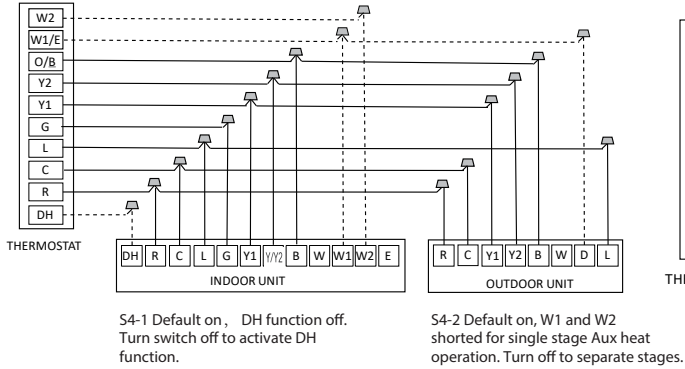 W2
W1/E
O/B
Y2
Y1
G
L
C
R
DH
THERMOSTAT
DH R C L G Y1 Y/Y2 B W W1 W2 E
INDOOR UNIT
R C Y1 Y2 B W D L
OUTDOOR UNIT
S4-1 Default on， DH function off.
Turn switch off to activate DH
function.
S4-2 Default on, W1 and W2
shorted for single stage Aux heat
operation. Turn off to separate stages.